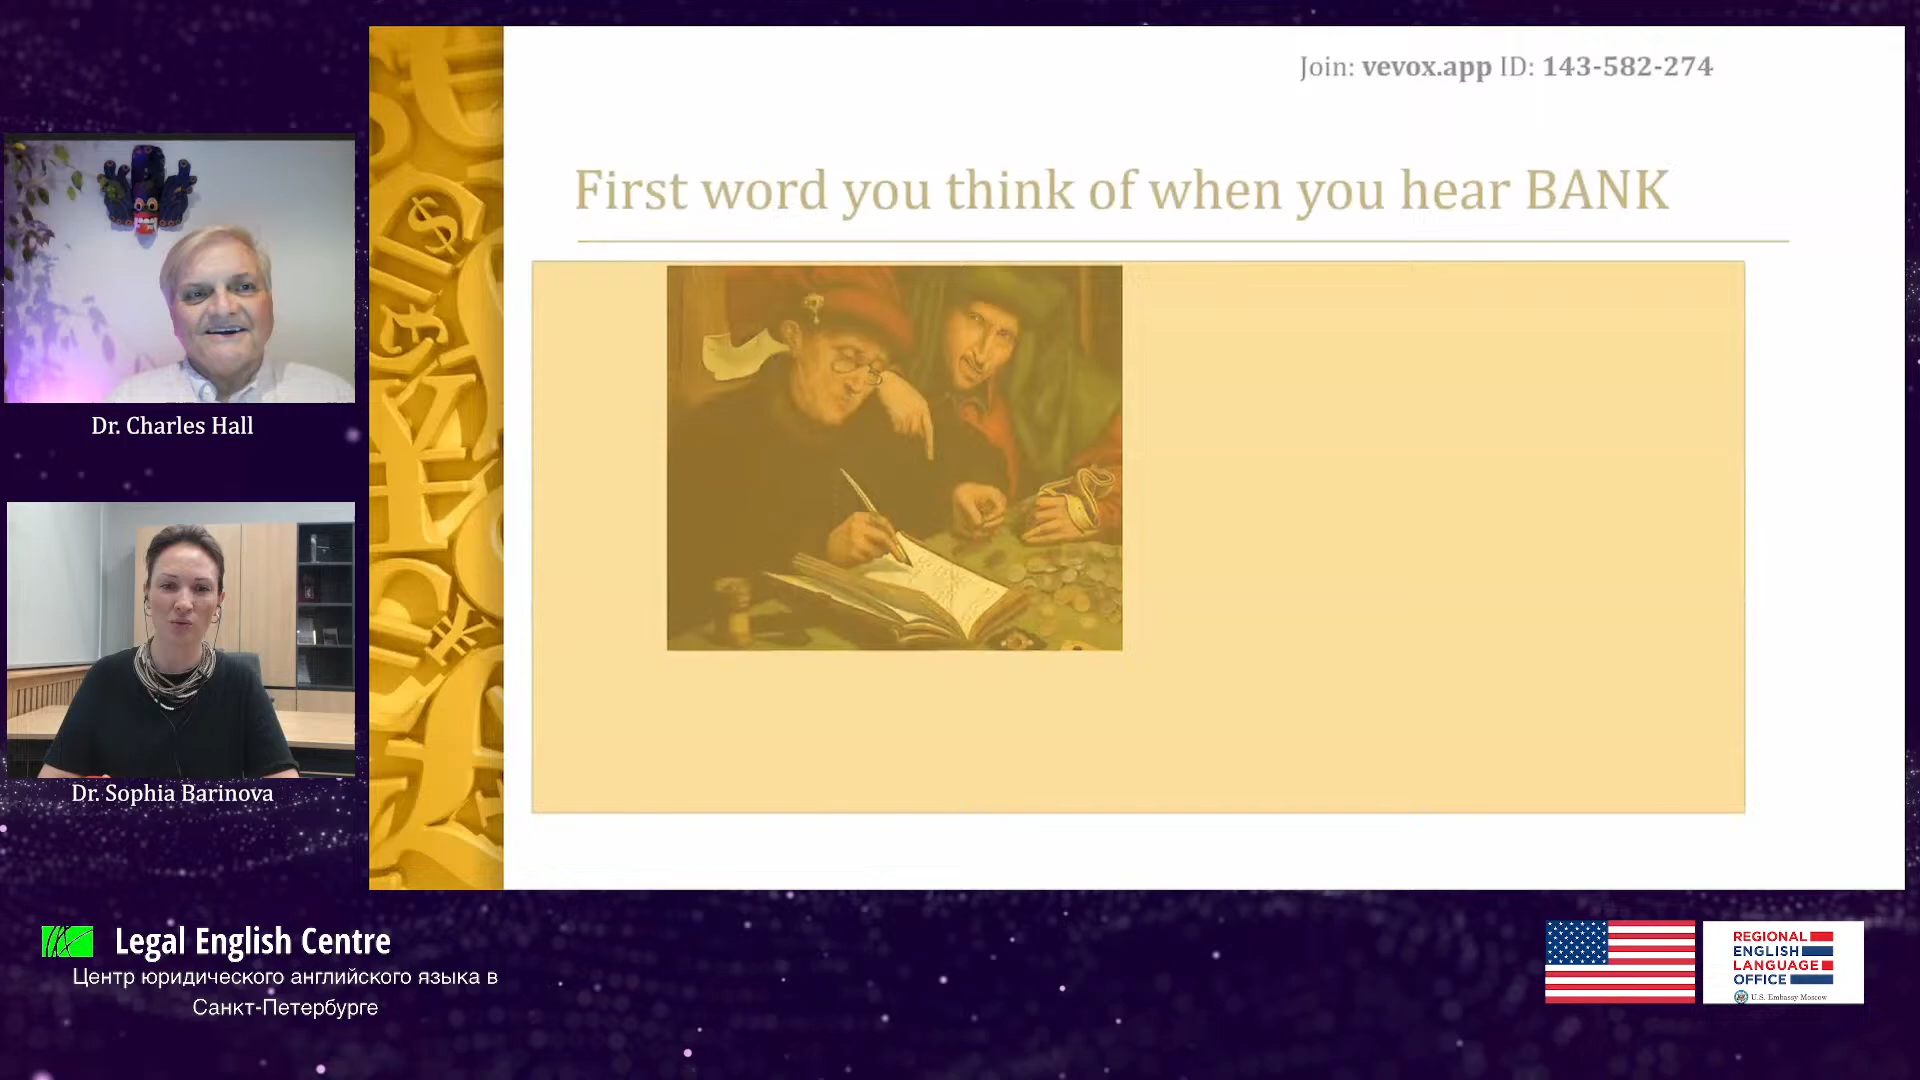 Join: vevox.app ID: 143-582-274
First word you think of when you hear BANK
Dr. Charles Hall
Dr. Sophia Barinova
Legal English Centre
Центр юридического английского языка в
Санкт-Петербурге
REGIONAL
ENGLISH
LANGUAGE
OFFICE
U.S. Embassy Moscow